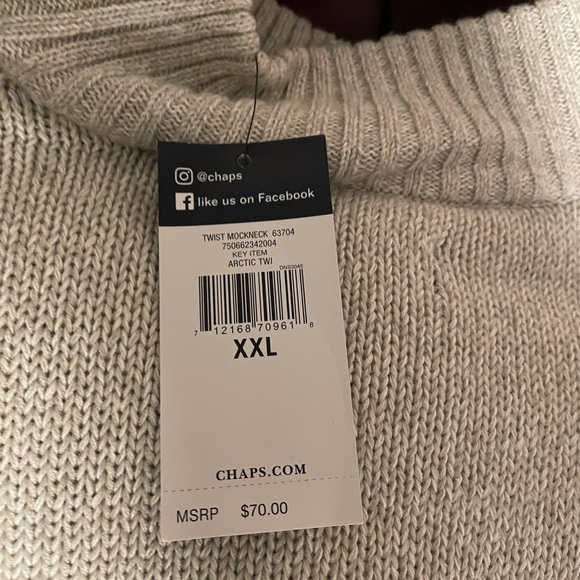 @chaps
like us on Facebook
TWIST MOCKNECK 63704
750662342004
KEY ITEM
ARCTIC TWI
DNS3045
7 12168 70961 8
XXL
CHAPS.COM
MSRP $70.00